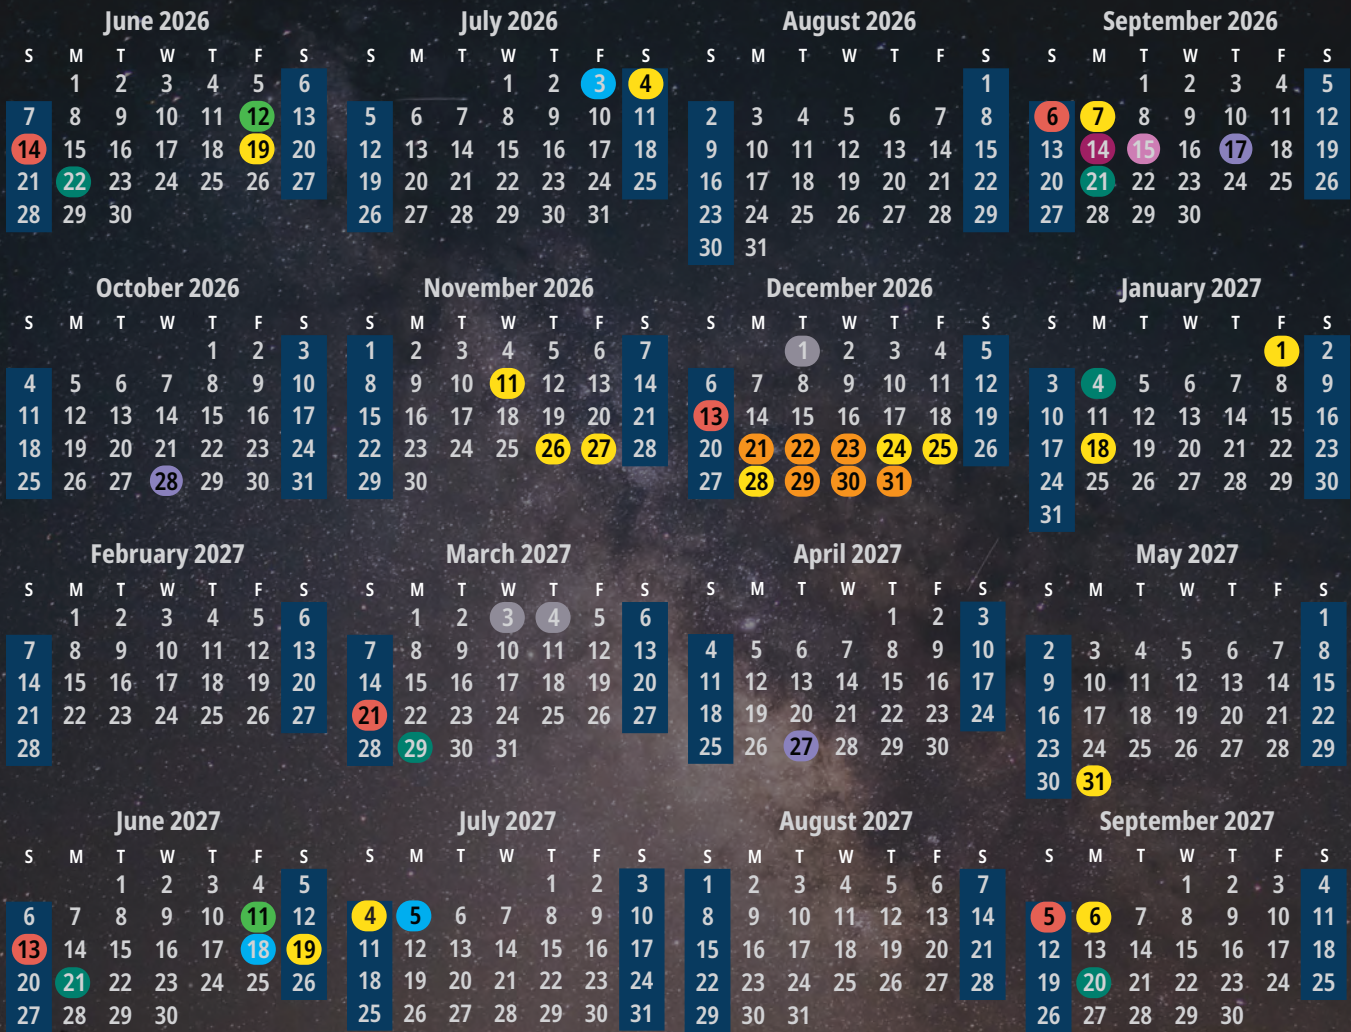 June 2026 July 2026 August 2026 September 2026
S M T W T F S S M T W T F S S M T W T F S S M T W T F S
1 2 3 4 5 6 1 2 3 4 1 1 2 3 4 5
7 8 9 10 11 12 13 5 6 7 8 9 10 11 2 3 4 5 6 7 8 6 7 8 9 10 11 12
14 15 16 17 18 19 20 12 13 14 15 16 17 18 9 10 11 12 13 14 15 13 14 15 16 17 18 19
21 22 23 24 25 26 27 19 20 21 22 23 24 25 16 17 18 19 20 21 22 20 21 22 23 24 25 26
28 29 30 26 27 28 29 30 31 23 24 25 26 27 28 29 27 28 29 30
30 31
October 2026 November 2026 December 2026 January 2027
S M T W T F S S M T W T F S S M T W T F S S M T W T F S
1 2 3 1 2 3 4 5 6 7 1 2 3 4 5 1 2
4 5 6 7 8 9 10 8 9 10 11 12 13 14 6 7 8 9 10 11 12 3 4 5 6 7 8 9
11 12 13 14 15 16 17 15 16 17 18 19 20 21 13 14 15 16 17 18 19 10 11 12 13 14 15 16
18 19 20 21 22 23 24 22 23 24 25 26 27 28 20 21 22 23 24 25 26 17 18 19 20 21 22 23
25 26 27 28 29 30 31 29 30 27 28 29 30 31 24 25 26 27 28 29 30
31
February 2027 March 2027 April 2027 May 2027
S M T W T F S S M T W T F S S M T W T F S S M T W T F S
1 2 3 4 5 6 1 2 3 4 5 6 1 2 3 1
7 8 9 10 11 12 13 7 8 9 10 11 12 13 4 5 6 7 8 9 10 2 3 4 5 6 7 8
14 15 16 17 18 19 20 14 15 16 17 18 19 20 11 12 13 14 15 16 17 9 10 11 12 13 14 15
21 22 23 24 25 26 27 21 22 23 24 25 26 27 18 19 20 21 22 23 24 16 17 18 19 20 21 22
28 28 29 30 31 25 26 27 28 29 30 23 24 25 26 27 28 29
30 31
June 2027 July 2027 August 2027 September 2027
S M T W T F S S M T W T F S S M T W T F S S M T W T F S
1 2 3 4 5 1 2 3 1 2 3 4 5 6 7 1 2 3 4
6 7 8 9 10 11 12 4 5 6 7 8 9 10 8 9 10 11 12 13 14 5 6 7 8 9 10 11
13 14 15 16 17 18 19 11 12 13 14 15 16 17 15 16 17 18 19 20 21 12 13 14 15 16 17 18
20 21 22 23 24 25 26 18 19 20 21 22 23 24 22 23 24 25 26 27 28 19 20 21 22 23 24 25
27 28 29 30 25 26 27 28 29 30 31 29 30 31 26 27 28 29 30